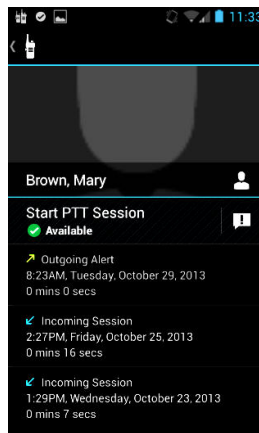 11:33
Brown, Mary
Start PTT Session
Available
Outgoing Alert
8:23AM, Tuesday, October 29, 2013
0 mins 0 secs
Incoming Session
2:27PM, Friday, October 25, 2013
0 mins 16 secs
Incoming Session
1:29PM, Wednesday, October 23, 2013
0 mins 7 secs